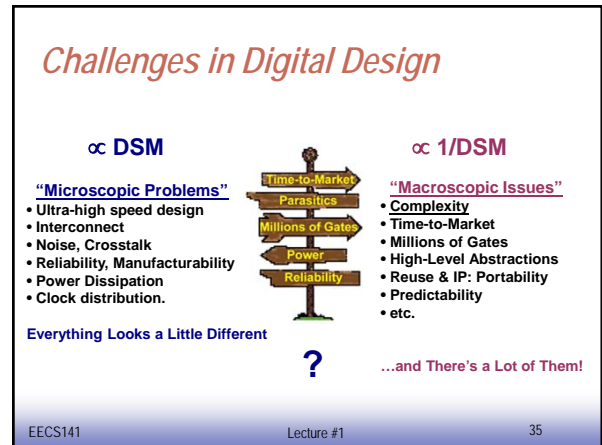 Challenges in Digital Design
∝ DSM
“Microscopic Problems”
• Ultra-high speed design
• Interconnect
• Noise, Crosstalk
• Reliability, Manufacturability
• Power Dissipation
• Clock distribution.
Everything Looks a Little Different
Time-to-Market
Parasitics
Millions of Gates
Power
Reliability
?
∝ 1/DSM
“Macroscopic Issues”
• Complexity
• Time-to-Market
• Millions of Gates
• High-Level Abstractions
• Reuse & IP: Portability
• Predictability
• etc.
…and There’s a Lot of Them!
EECS141
Lecture #1
35